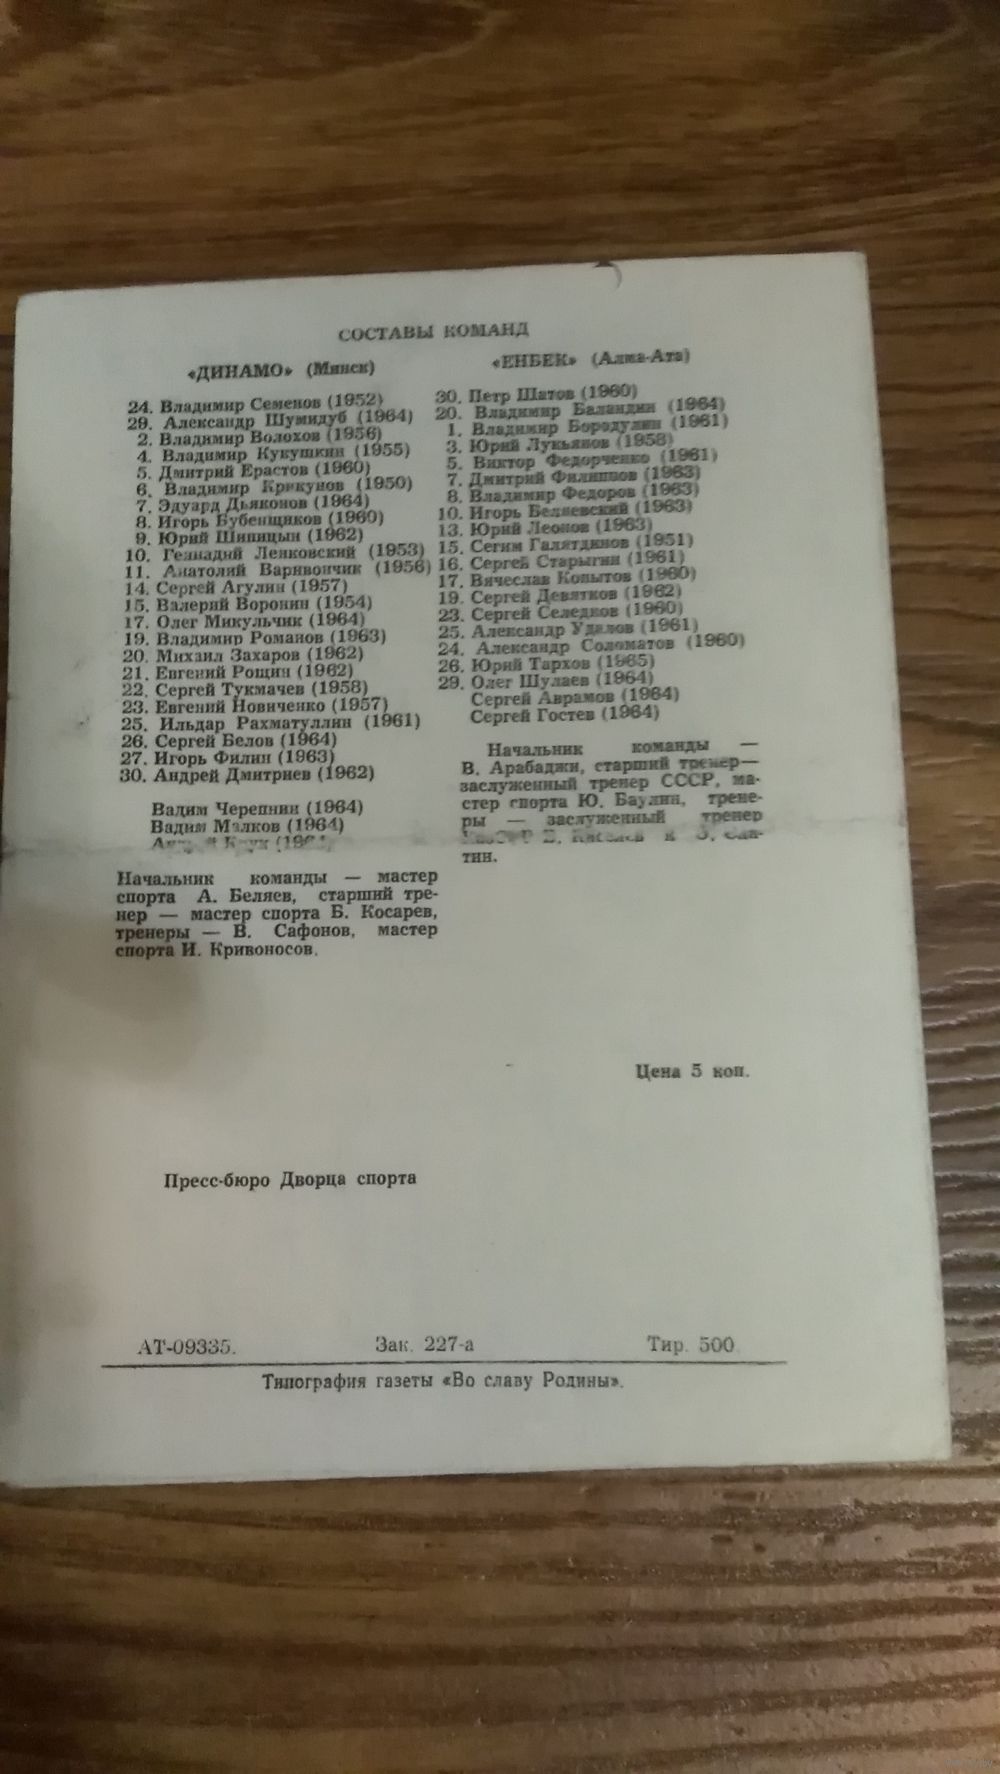 СОСТАВЫ КОМАНД
«ДИНАМО» (Минск)
24. Владимир Семенов (1952)
29. Александр Шумидуб (1964)
2. Владимир Волохов (1956)
4. Владимир Кукушкин (1955)
5. Дмитрий Ерастов (1960)
6. Владимир Крикунов (1950)
7. Эдуард Дьяконов (1964)
8. Игорь Бубенщиков (1960)
9. Юрий Шипицын (1962)
10. Геннадий Ленковский (1953)
11. Анатолий Варивончик (1956)
14. Сергей Агулин (1957)
15. Валерий Воронин (1954)
17. Олег Микульчик (1964)
19. Владимир Романов (1963)
20. Михаил Захаров (1962)
21. Евгений Рощин (1962)
22. Сергей Тукмачев (1958)
23. Евгений Новиченко (1957)
25. Ильдар Рахматуллин (1961)
26. Сергей Белов (1964)
27. Игорь Филин (1963)
30. Андрей Дмитриев (1962)
Вадим Черепнин (1964)
Вадим Малков (1964)
Начальник команды — мастер
спорта А. Беляев, старший тре-
нер — мастер спорта Б. Косарев,
тренеры — В. Сафонов, мастер
спорта И. Кривоносов.
«ЕНБЕК» (Алма-Ата)
30. Петр Шатов (1960)
20. Владимир Баландин (1964)
1. Владимир Бородулин (1961)
3. Юрий Лукьянов (1958)
5. Виктор Федорченко (1961)
7. Дмитрий Филиппов (1963)
8. Владимир Федоров (1963)
10. Игорь Беляевский (1963)
13. Юрий Леонов (1963)
15. Сегим Галятдинов (1951)
16. Сергей Старыгин (1961)
17. Вячеслав Копытов (1960)
19. Сергей Девятков (1962)
23. Сергей Селедков (1960)
25. Александр Удалов (1961)
24. Александр Соломатов (1960)
26. Юрий Тархов (1965)
29. Олег Шулаев (1964)
Сергей Аврамов (1964)
Сергей Гостев (1964)
Начальник команды —
В. Арабаджи, старший тренер—
заслуженный тренер СССР, ма-
стер спорта Ю. Баулин, трене-
ры — заслуженный тренер
тин.
Цена 5 коп.
Пресс-бюро Дворца спорта
АТ-09335. Зак. 227-а Тир. 500
Типография газеты «Во славу Родины».